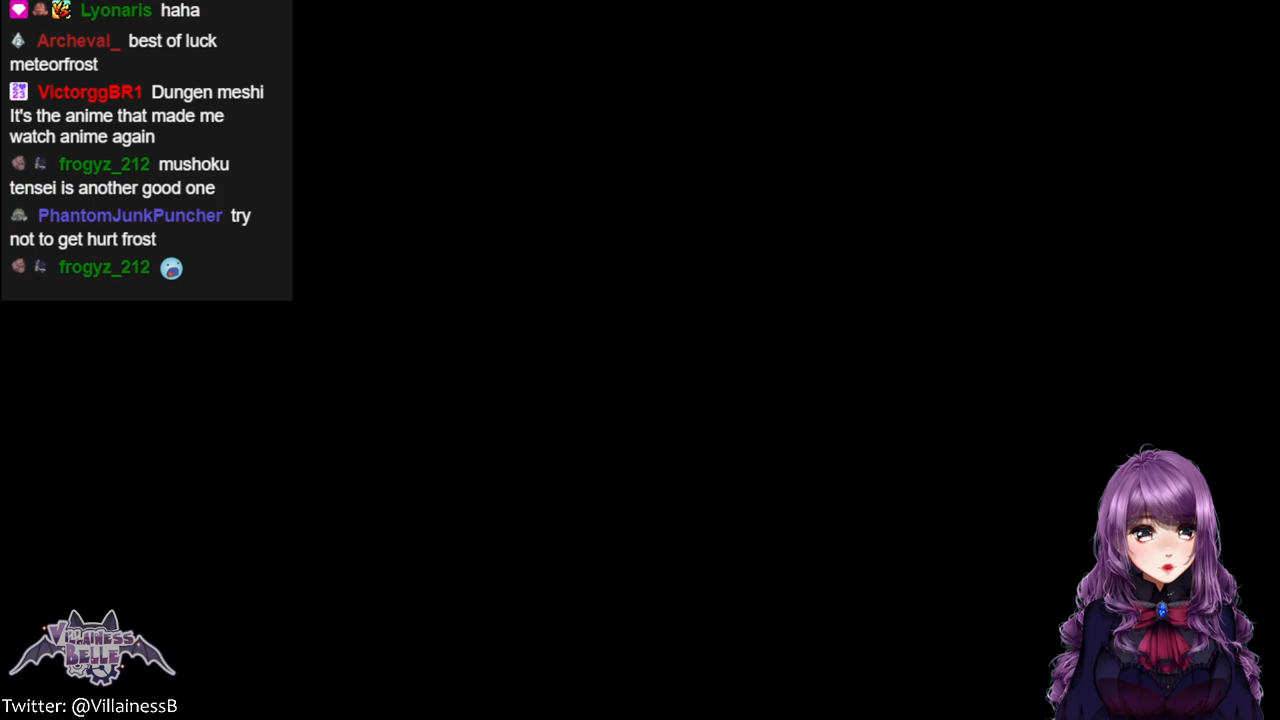 Lyonaris haha
Archeval_ best of luck
meteorfrost
VictorggBR1 Dungen meshi
It's the anime that made me
watch anime again
frogyz_212 mushoku
tensei is another good one
PhantomJunkPuncher try
not to get hurt frost
frogyz_212
VILLAINESS
BELLE
Twitter: @VillainessB